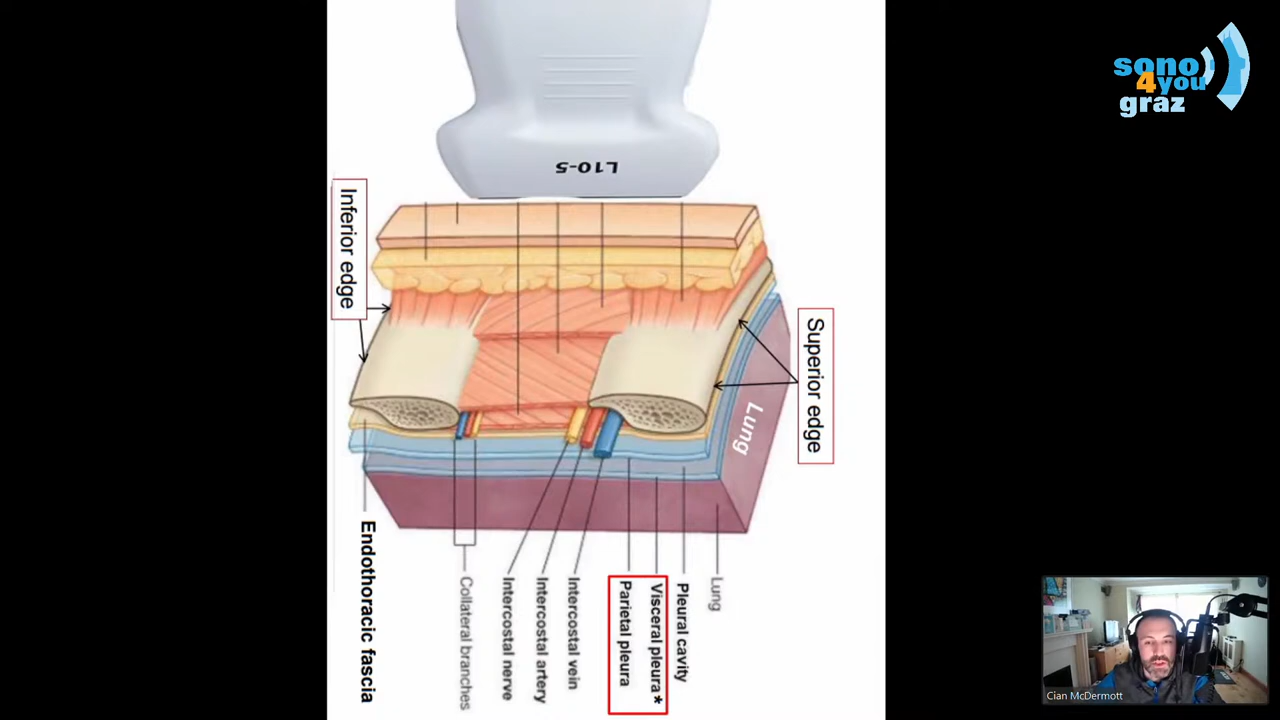 sono
4you
graz
L10-5
Inferior edge
Superior edge
Lung
Endothoracic fascia
Collateral branches
Intercostal nerve
Intercostal artery
Intercostal vein
Parietal pleura
Visceral pleura*
Pleural cavity
Lung
Cian McDermott